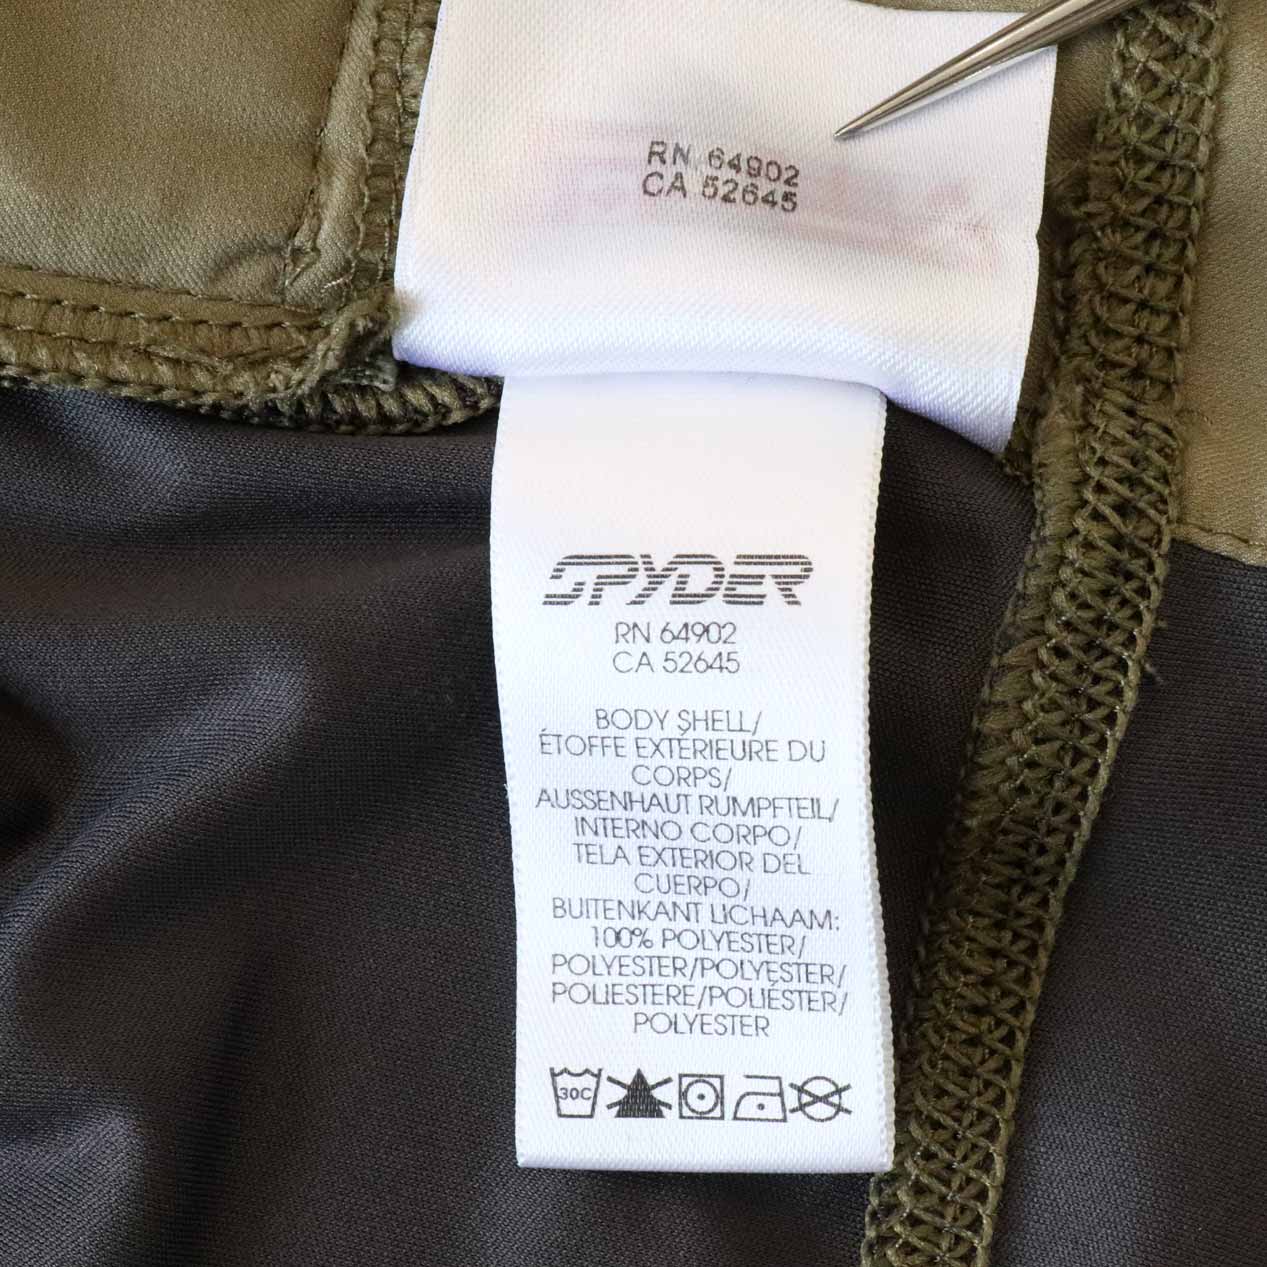 RN 64902
CA 52645
SPYDER
RN 64902
CA 52645
BODY SHELL/
ÉTOFFE EXTÉRIEURE DU
CORPS/
AUSSENHAUT RUMPFTEIL/
INTERNO CORPO/
TELA EXTERIOR DEL
CUERPO/
BUITENKANT LICHAAM:
100% POLYESTER/
POLYESTER/POLYESTER/
POLIESTERE/POLIÉSTER/
POLYESTER
30C